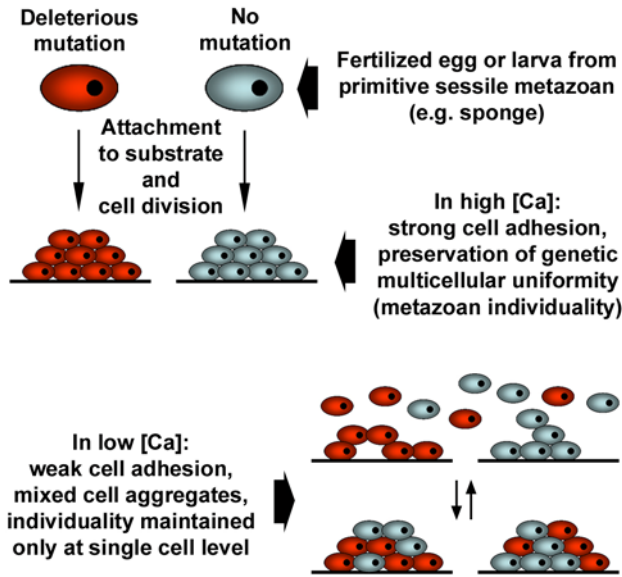 Deleterious
mutation
No
mutation
Fertilized egg or larva from
primitive sessile metazoan
(e.g. sponge)
Attachment
to substrate
and
cell division
In high [Ca]:
strong cell adhesion,
preservation of genetic
multicellular uniformity
(metazoan individuality)
In low [Ca]:
weak cell adhesion,
mixed cell aggregates,
individuality maintained
only at single cell level